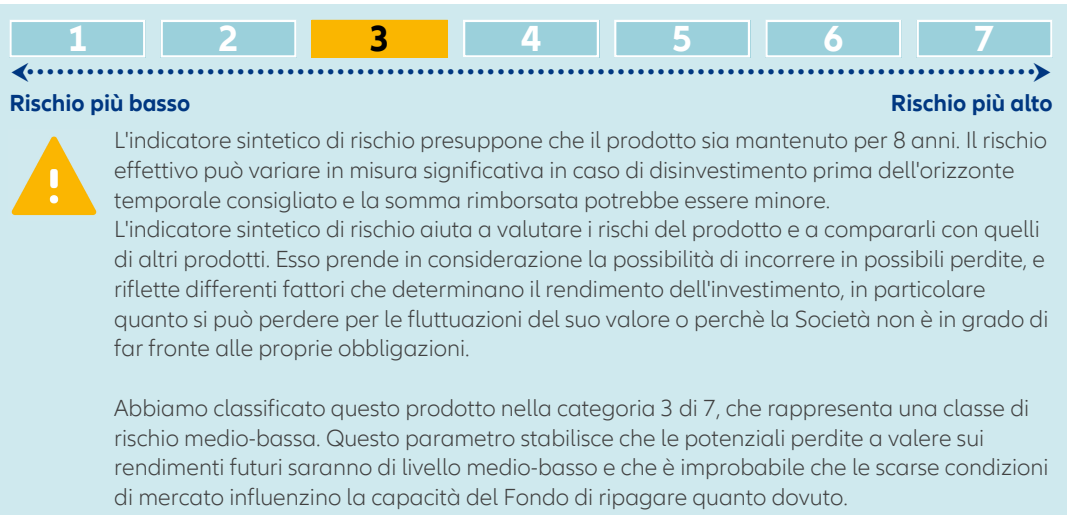 1 2 3 4 5 6 7
Rischio più basso Rischio più alto
L'indicatore sintetico di rischio presuppone che il prodotto sia mantenuto per 8 anni. Il rischio
effettivo può variare in misura significativa in caso di disinvestimento prima dell'orizzonte
temporale consigliato e la somma rimborsata potrebbe essere minore.
L'indicatore sintetico di rischio aiuta a valutare i rischi del prodotto e a compararli con quelli
di altri prodotti. Esso prende in considerazione la possibilità di incorrere in possibili perdite, e
riflette differenti fattori che determinano il rendimento dell'investimento, in particolare
quanto si può perdere per le fluttuazioni del suo valore o perchè la Società non è in grado di
far fronte alle proprie obbligazioni.
Abbiamo classificato questo prodotto nella categoria 3 di 7, che rappresenta una classe di
rischio medio-bassa. Questo parametro stabilisce che le potenziali perdite a valere sui
rendimenti futuri saranno di livello medio-basso e che è improbabile che le scarse condizioni
di mercato influenzino la capacità del Fondo di ripagare quanto dovuto.